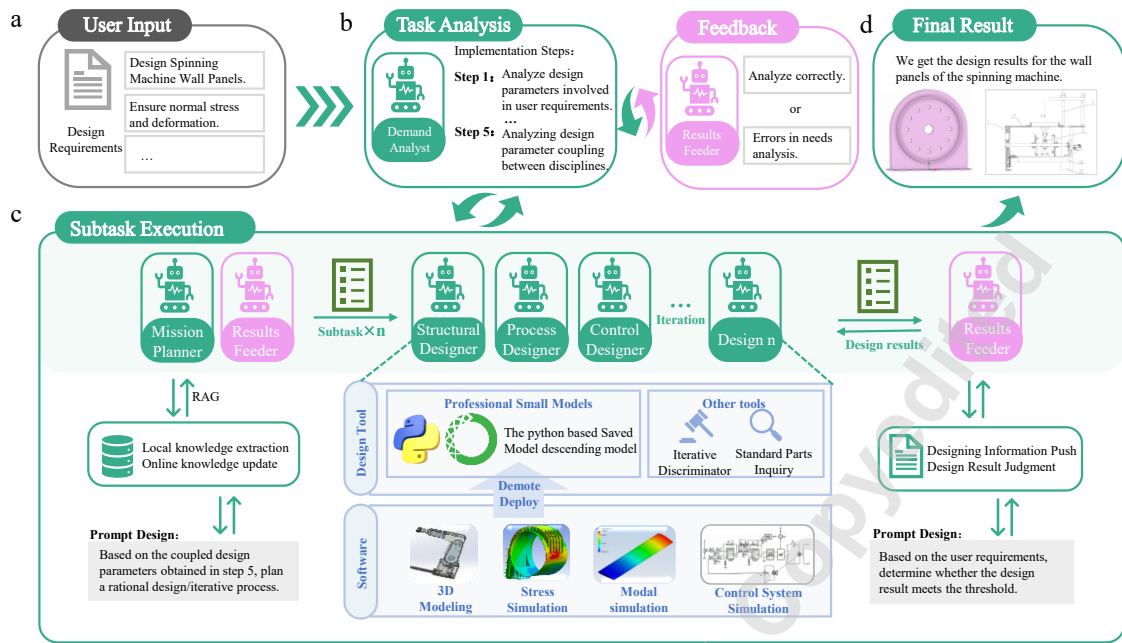 a
User Input
Design Spinning
Machine Wall Panels.
Ensure normal stress
and deformation.
…
Design
Requirements
b
Task Analysis
Demand
Analyst
Implementation Steps:
Step 1: Analyze design
parameters involved
in user requirements.
…
Step 5: Analyzing design
parameter coupling
between disciplines.
Feedback
Results
Feeder
Analyze correctly.
or
Errors in needs
analysis.
d
Final Result
We get the design results for the wall
panels of the spinning machine.
c
Subtask Execution
Mission
Planner
Results
Feeder
Subtask×n
Structural
Designer
Process
Designer
Control
Designer
…
Iteration
Design n
Design results
Results
Feeder
RAG
Local knowledge extraction
Online knowledge update
Prompt Design:
Based on the coupled design
parameters obtained in step 5, plan
a rational design/iterative process.
Design Tool
Professional Small Models
The python based Saved
Model descending model
Other tools
Iterative
Discriminator
Standard Parts
Inquiry
Demote
Deploy
Software
3D
Modeling
Stress
Simulation
Modal
simulation
Control System
Simulation
Designing Information Push
Design Result Judgment
Prompt Design:
Based on the user requirements,
determine whether the design
result meets the threshold.
Copyedited